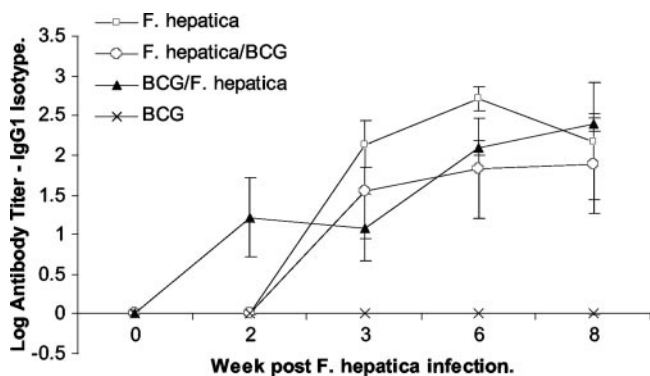 F. hepatica
F. hepatica/BCG
BCG/F. hepatica
BCG
Log Antibody Titer - IgG1 Isotype.
3.5
3
2.5
2
1.5
1
0.5
0
-0.5
0 2 3 6 8
Week post F. hepatica infection.